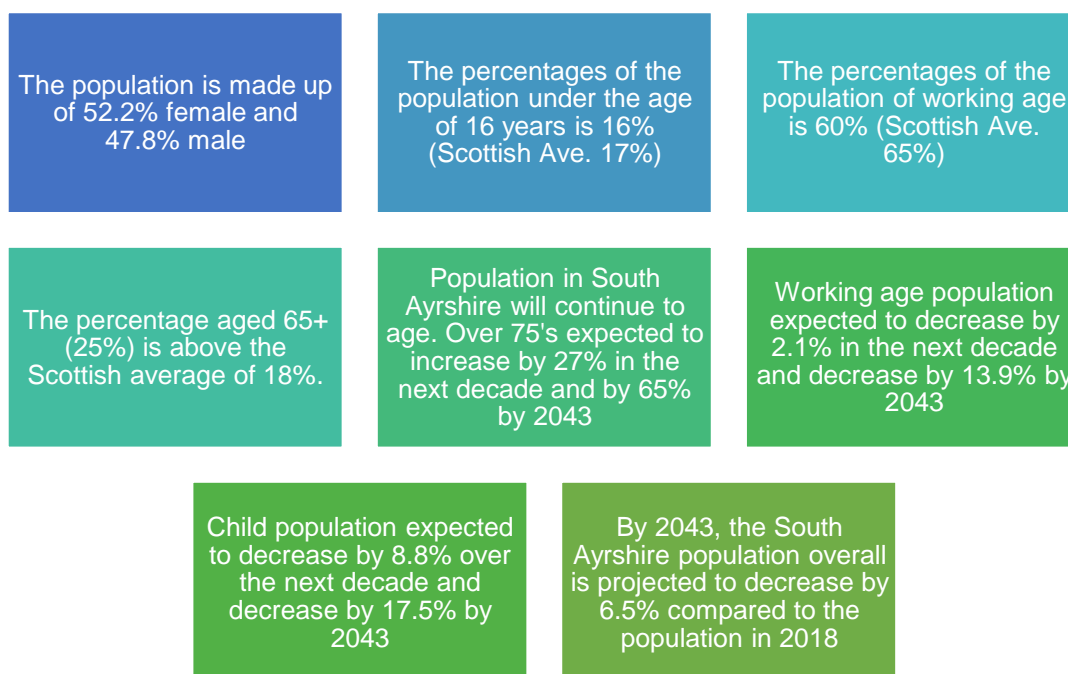 The population is made up
of 52.2% female and
47.8% male
The percentages of the
population under the age
of 16 years is 16%
(Scottish Ave. 17%)
The percentages of the
population of working age
is 60% (Scottish Ave.
65%)
The percentage aged 65+
(25%) is above the
Scottish average of 18%.
Population in South
Ayrshire will continue to
age. Over 75's expected to
increase by 27% in the
next decade and by 65%
by 2043
Working age population
expected to decrease by
2.1% in the next decade
and decrease by 13.9% by
2043
Child population expected
to decrease by 8.8% over
the next decade and
decrease by 17.5% by
2043
By 2043, the South
Ayrshire population overall
is projected to decrease by
6.5% compared to the
population in 2018